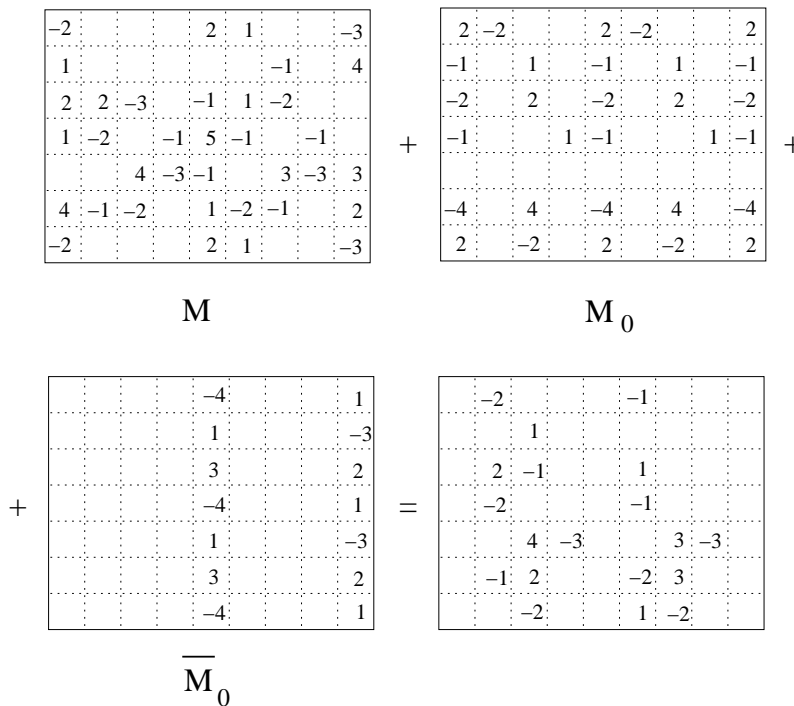 −2 2 1 −3
1 −1 4
2 2 −3 −1 1 −2
1 −2 −1 5 −1 −1
4 −3 −1 3 −3 3
4 −1 −2 1 −2 −1 2
−2 2 1 −3
M
+
2 −2 2 −2 2
−1 1 −1 1 −1
−2 2 −2 2 −2
−1 1 −1 1 −1
−4 4 −4 4 −4
2 −2 2 −2 2
M 0
+
+
−4 1
1 −3
3 2
−4 1
1 −3
3 2
−4 1
M̅ 0
=
−2 −1
1
2 −1 1
−2 −1
4 −3 3 −3
−1 2 −2 3
−2 1 −2